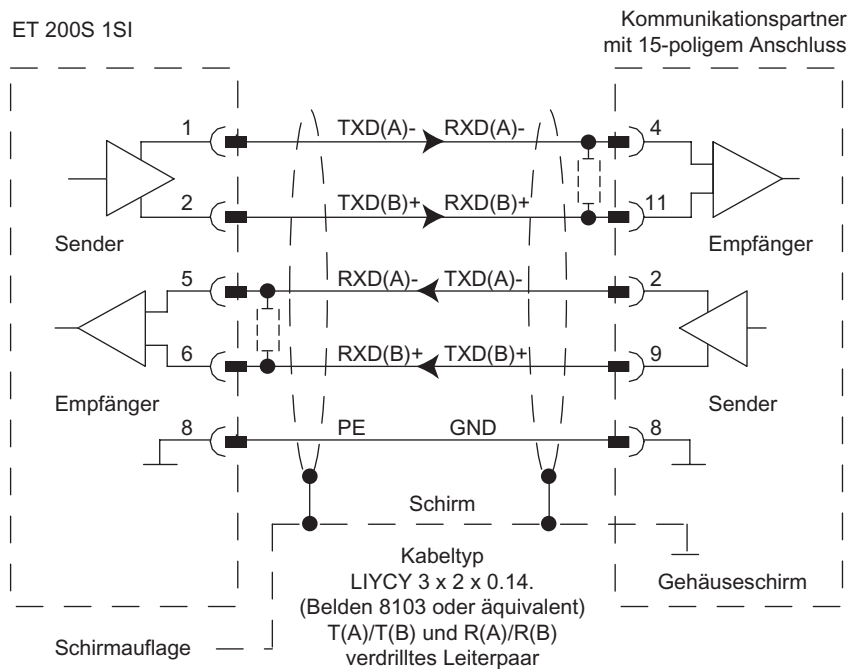 ET 200S 1SI
Kommunikationspartner
mit 15-poligem Anschluss
1 TXD(A)- RXD(A)- 4
2 TXD(B)+ RXD(B)+ 11
Sender Empfänger
5 RXD(A)- TXD(A)- 2
6 RXD(B)+ TXD(B)+ 9
Empfänger Sender
8 PE GND 8
Schirm
Kabeltyp
LIYCY 3 x 2 x 0.14.
Gehäuseschirm
(Belden 8103 oder äquivalent)
T(A)/T(B) und R(A)/R(B)
verdrilltes Leiterpaar
Schirmauflage